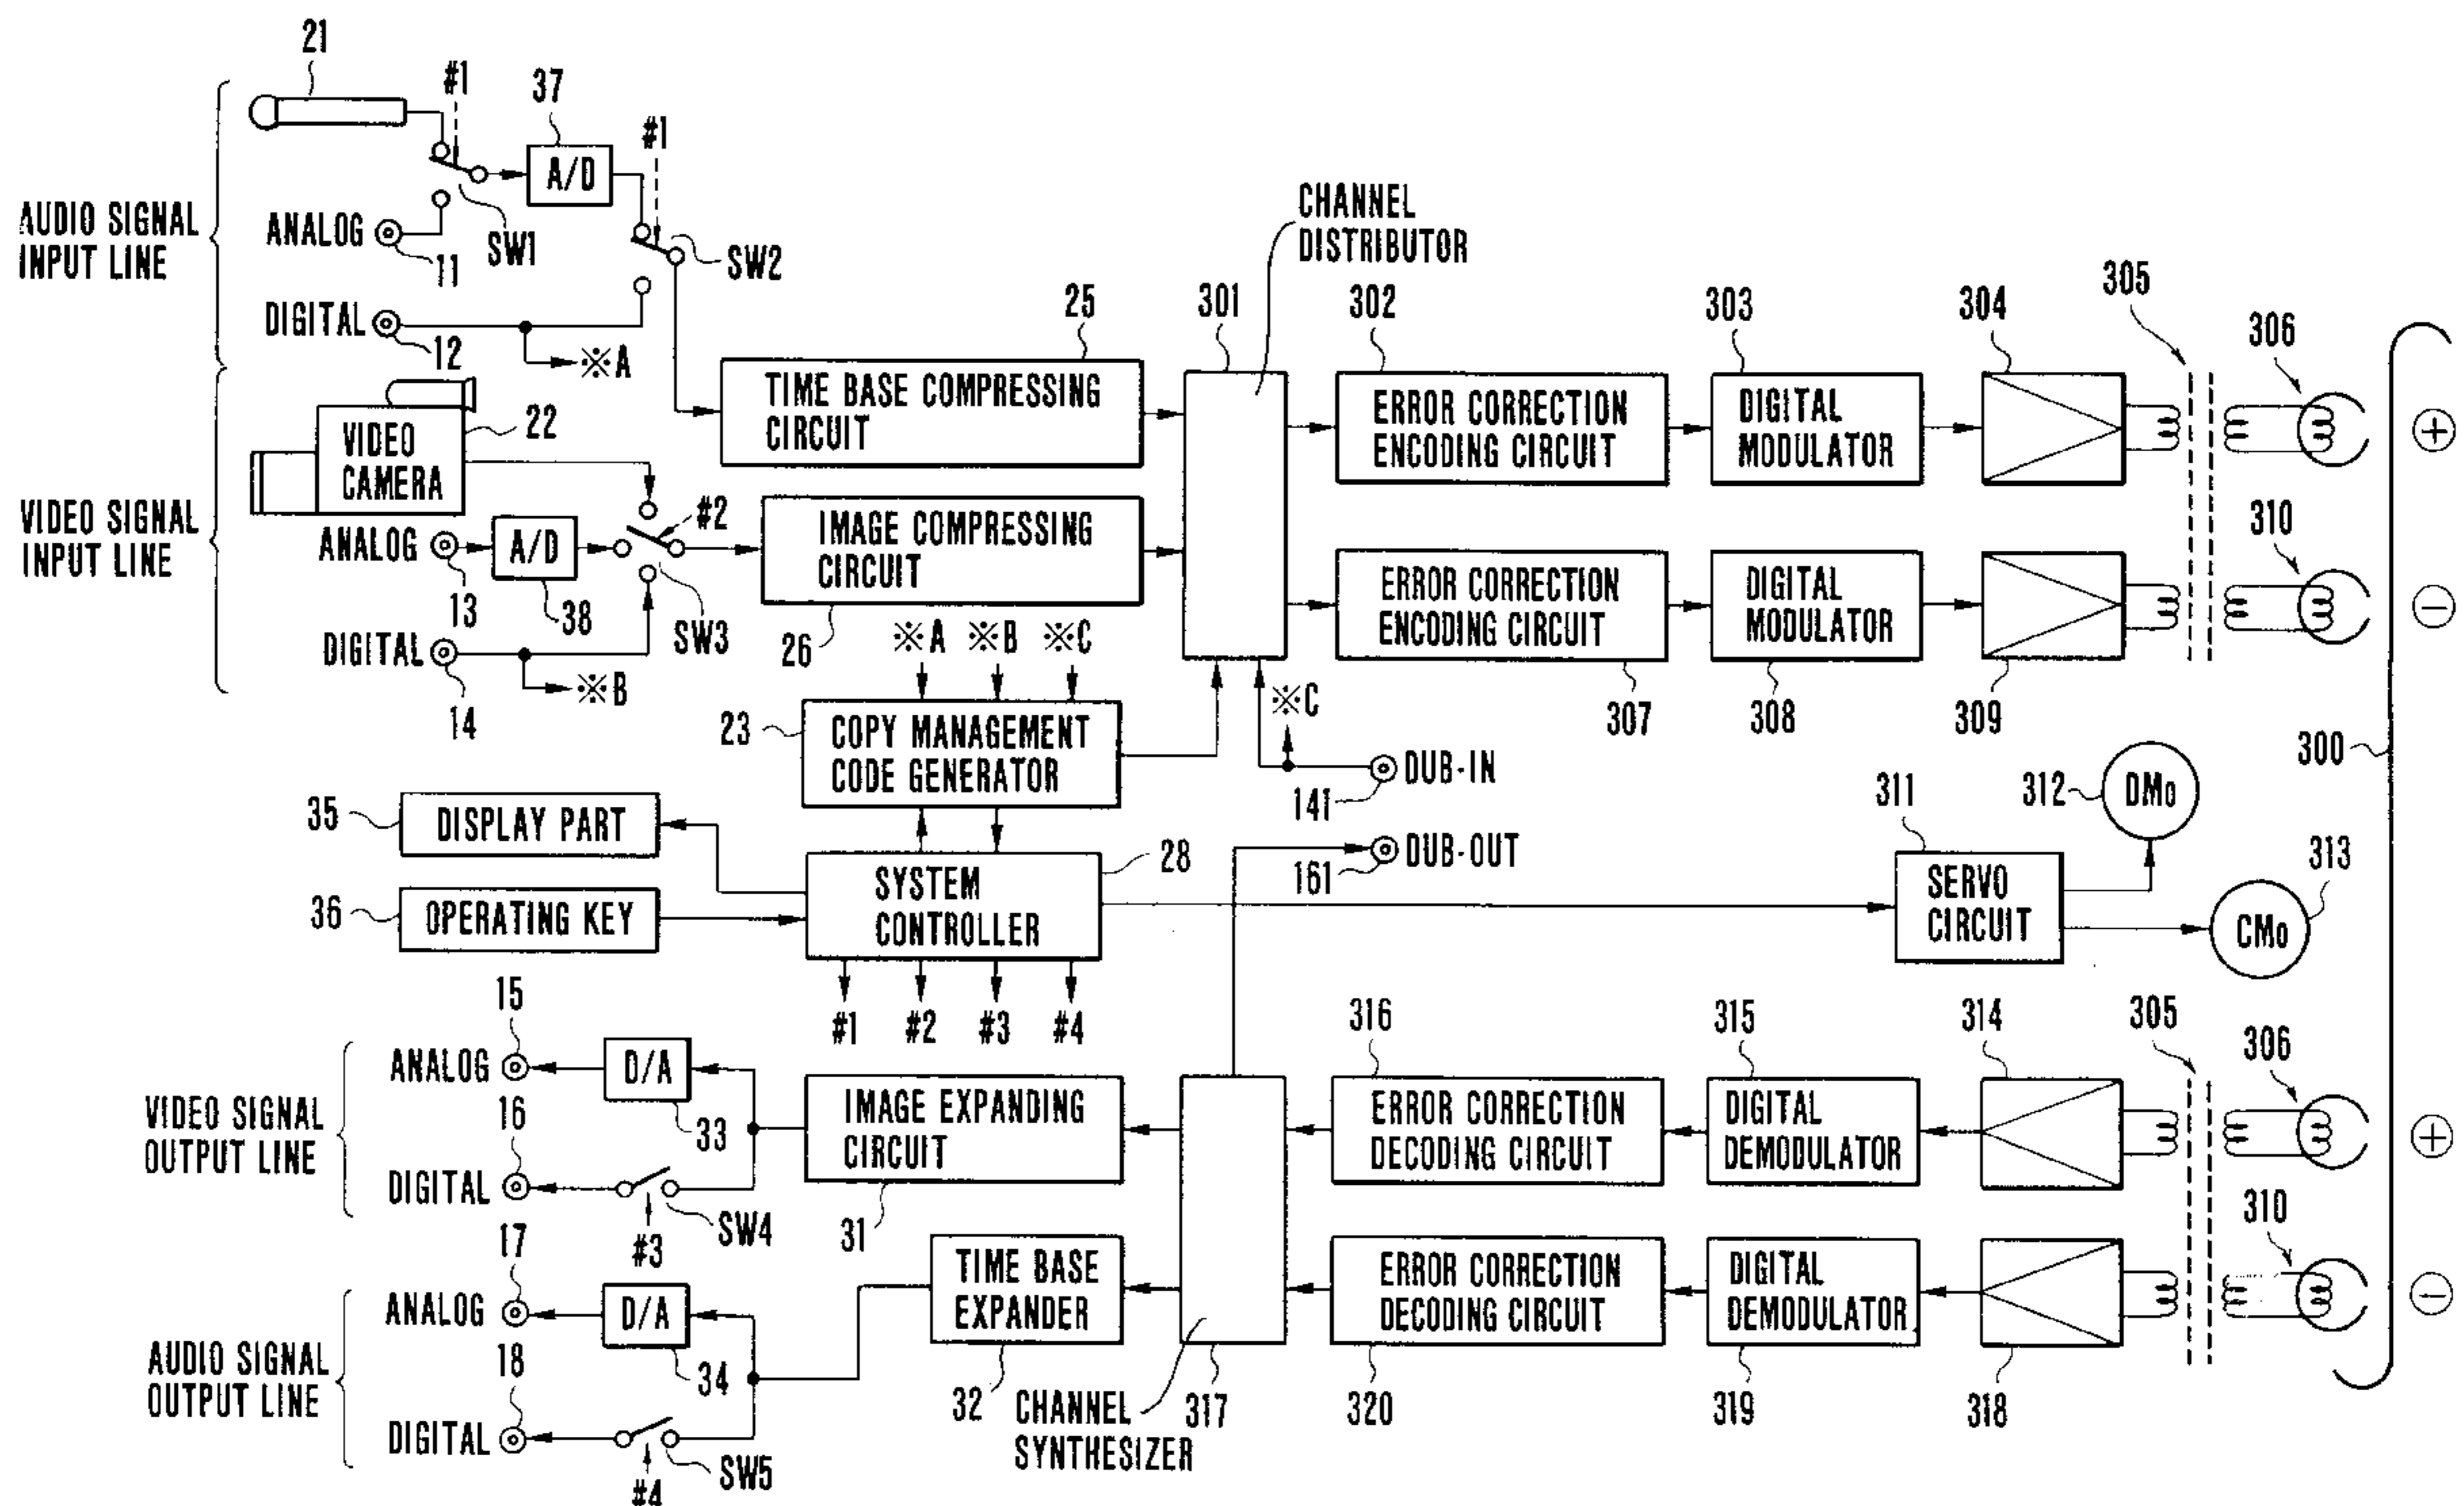 21
#1
37
#1
A/D
AUDIO SIGNAL
INPUT LINE
ANALOG
11
SW1
SW2
DIGITAL
12
※A
CHANNEL
DISTRIBUTOR
25
301
302
303
304
305
306
TIME BASE COMPRESSING
CIRCUIT
ERROR CORRECTION
ENCODING CIRCUIT
DIGITAL
MODULATOR
+
VIDEO
CAMERA
22
VIDEO SIGNAL
INPUT LINE
ANALOG
13
A/D
38
#2
SW3
IMAGE COMPRESSING
CIRCUIT
26
ERROR CORRECTION
ENCODING CIRCUIT
307
DIGITAL
MODULATOR
308
309
310
−
DIGITAL
14
※B
※A
※B
※C
23
COPY MANAGEMENT
CODE GENERATOR
※C
DUB-IN
141
300
35
DISPLAY PART
DUB-OUT
161
311
312
DMo
313
36
OPERATING KEY
SYSTEM
CONTROLLER
28
SERVO
CIRCUIT
CMo
#1
#2
#3
#4
15
VIDEO SIGNAL
OUTPUT LINE
ANALOG
D/A
33
16
DIGITAL
#3
SW4
IMAGE EXPANDING
CIRCUIT
31
316
ERROR CORRECTION
DECODING CIRCUIT
315
DIGITAL
DEMODULATOR
314
305
306
+
17
AUDIO SIGNAL
OUTPUT LINE
ANALOG
D/A
34
18
DIGITAL
#4
SW5
TIME BASE
EXPANDER
32
CHANNEL
SYNTHESIZER
317
ERROR CORRECTION
DECODING CIRCUIT
320
DIGITAL
DEMODULATOR
319
318
310
−